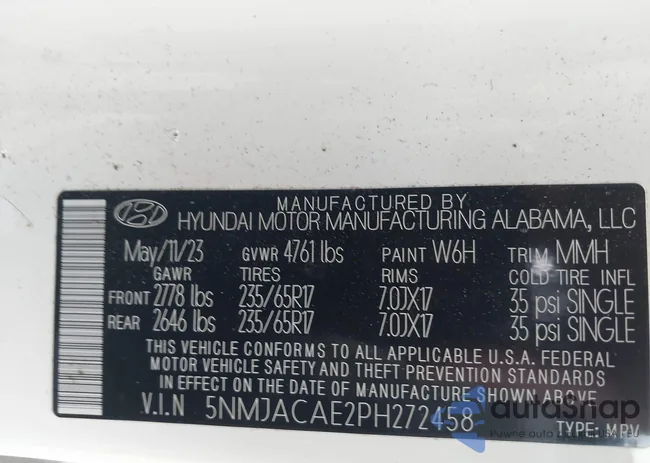 MANUFACTURED BY
HYUNDAI MOTOR MANUFACTURING ALABAMA, LLC
May/11/23 GVWR 4761 lbs PAINT W6H TRIM MMH
GAWR TIRES RIMS COLD TIRE INFL
FRONT 2778 lbs 235/65R17 7.0JX17 35 psi SINGLE
REAR 2646 lbs 235/65R17 7.0JX17 35 psi SINGLE
THIS VEHICLE CONFORMS TO ALL APPLICABLE U.S.A. FEDERAL
MOTOR VEHICLE SAFETY AND THEFT PREVENTION STANDARDS
IN EFFECT ON THE DATE OF MANUFACTURE SHOWN ABOVE
V.I.N 5NMJACAE2PH272458 TYPE: MPV
autoSnap
Pewne auto